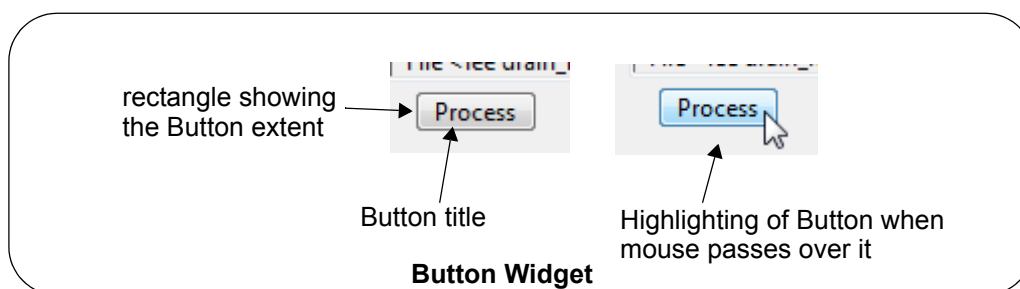 rectangle showing
the Button extent
Process
Process
Button title
Highlighting of Button when
mouse passes over it
Button Widget